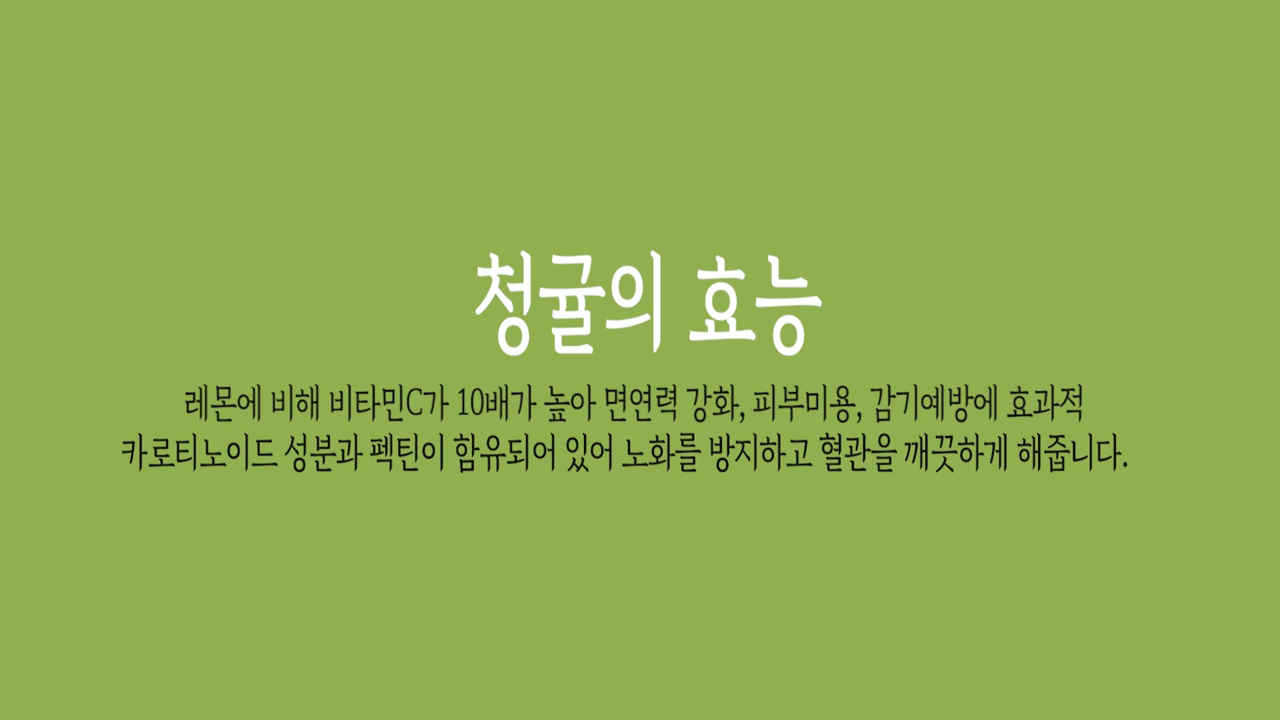 청귤의 효능
레몬에 비해 비타민C가 10배가 높아 면연력 강화, 피부미용, 감기예방에 효과적
카로티노이드 성분과 펙틴이 함유되어 있어 노화를 방지하고 혈관을 깨끗하게 해줍니다.